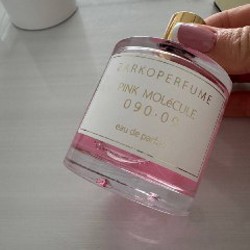 ZARKOPERFUME
PINK MOLéCULE
090·09
eau de parfum